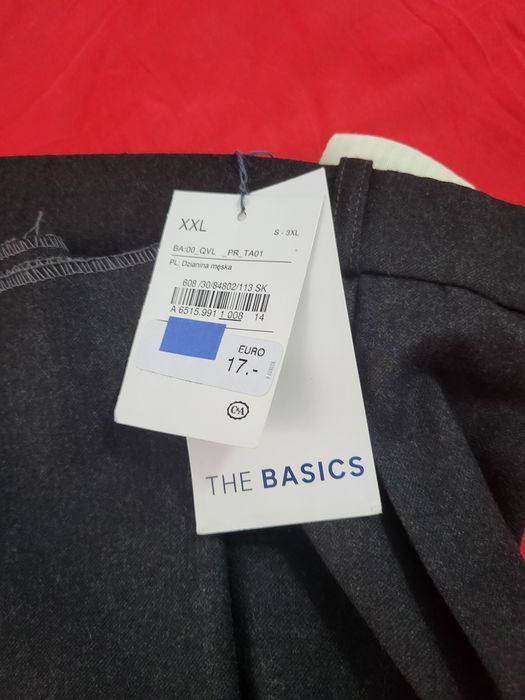 XXL
S - 3XL
BA:00_QVL _PR_TA01
PL: Dzianina męska
608 /30/84802/113 SK
A 6515.991 1 008 14
EURO
17.-
C&A
THE BASICS